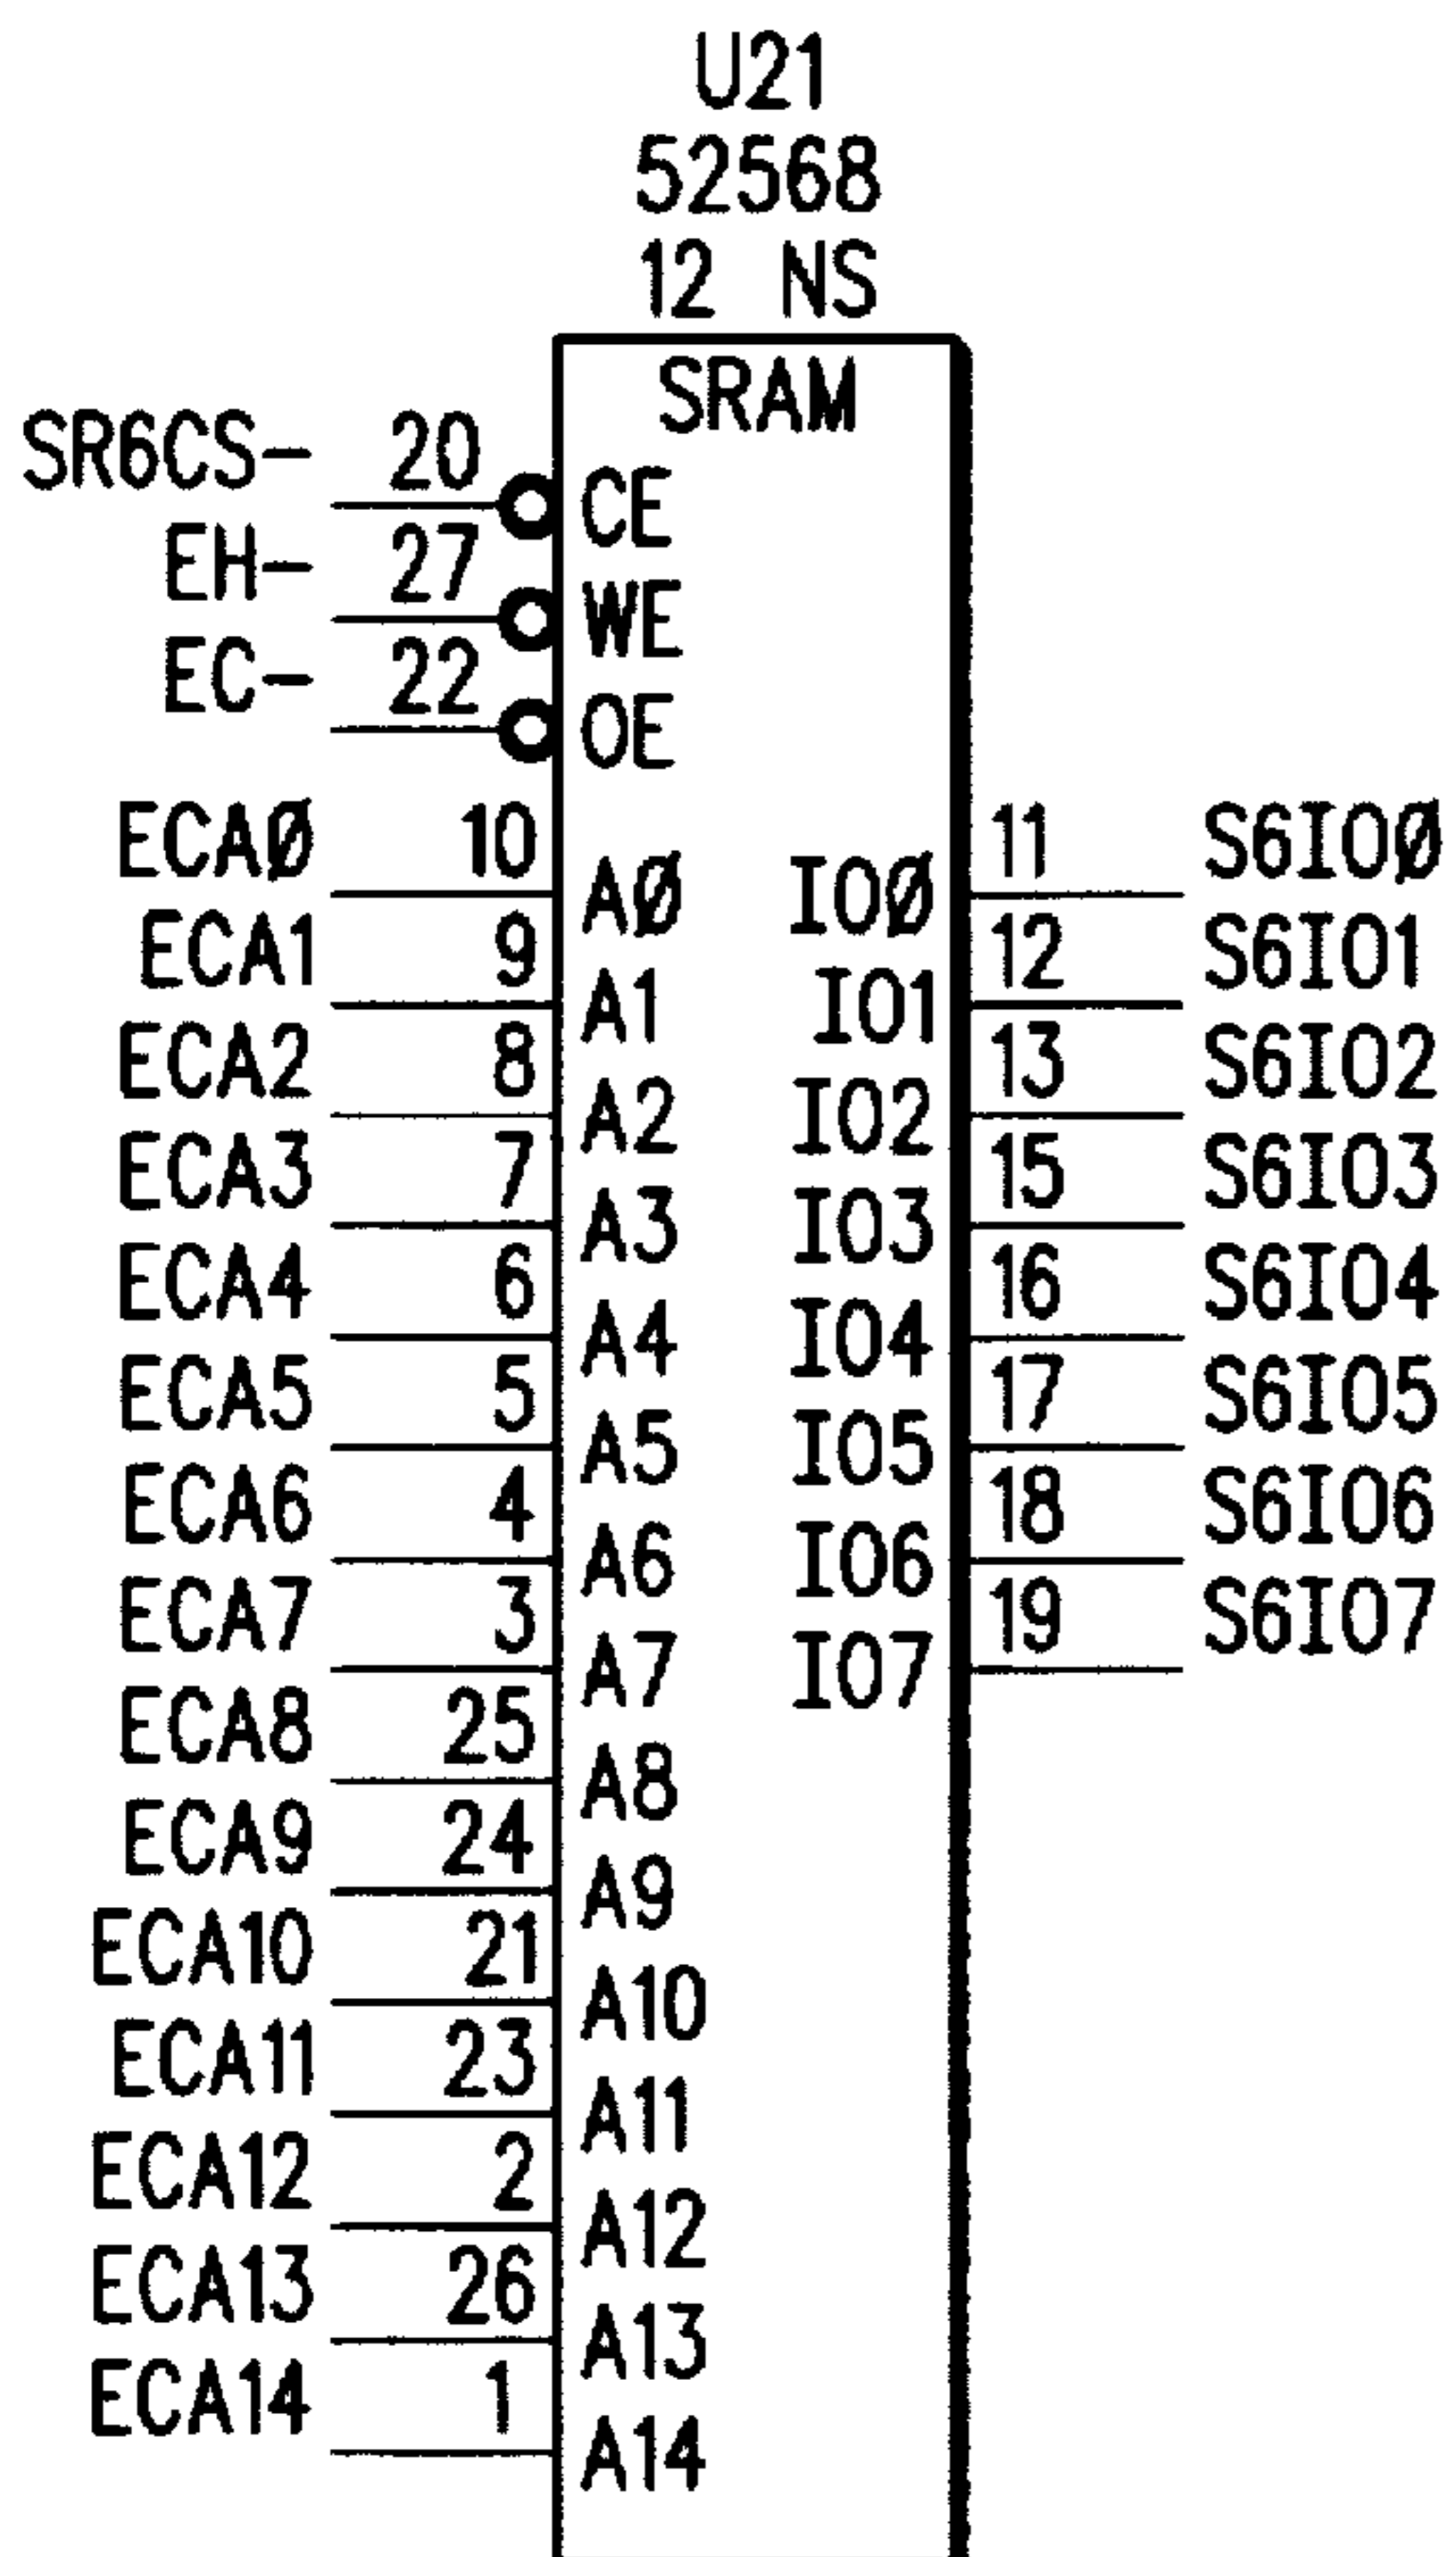 U21
52568
12 NS
SRAM
SR6CS- 20 CE
EH- 27 WE
EC- 22 OE
ECAØ 10 AØ IOØ 11 S6IOØ
ECA1 9 A1 IO1 12 S6IO1
ECA2 8 A2 IO2 13 S6IO2
ECA3 7 A3 IO3 15 S6IO3
ECA4 6 A4 IO4 16 S6IO4
ECA5 5 A5 IO5 17 S6IO5
ECA6 4 A6 IO6 18 S6IO6
ECA7 3 A7 IO7 19 S6IO7
ECA8 25 A8
ECA9 24 A9
ECA10 21 A10
ECA11 23 A11
ECA12 2 A12
ECA13 26 A13
ECA14 1 A14